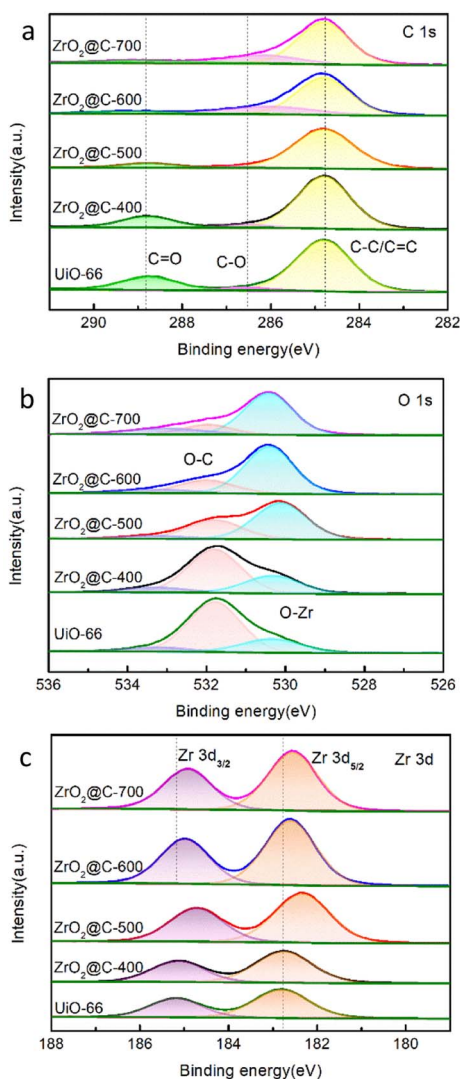 a
C 1s
ZrO₂@C-700
ZrO₂@C-600
ZrO₂@C-500
ZrO₂@C-400
UiO-66
C=O
C-O
C-C/C=C
Intensity(a.u.)
290 288 286 284 282
Binding energy(eV)
b
O 1s
ZrO₂@C-700
O-C
ZrO₂@C-600
ZrO₂@C-500
ZrO₂@C-400
O-Zr
UiO-66
Intensity(a.u.)
536 534 532 530 528 526
Binding energy(eV)
c
Zr 3d₃/₂
Zr 3d₅/₂
Zr 3d
ZrO₂@C-700
ZrO₂@C-600
ZrO₂@C-500
ZrO₂@C-400
UiO-66
Intensity(a.u.)
188 186 184 182 180
Binding energy(eV)